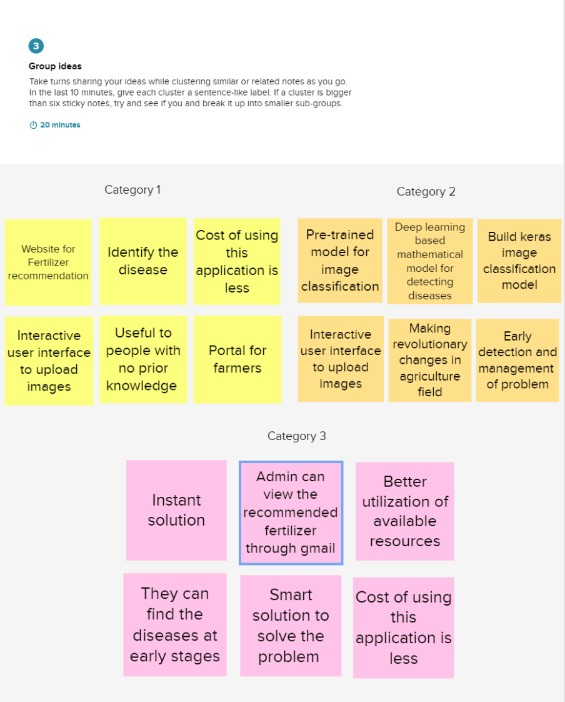 3
Group ideas
Take turns sharing your ideas while clustering similar or related notes as you go.
In the last 10 minutes, give each cluster a sentence-like label. If a cluster is bigger
than six sticky notes, try and see if you and break it up into smaller sub-groups.
20 minutes
Category 1
Website for
Fertilizer
recommendation
Identify the
disease
Cost of using
this
application is
less
Interactive
user interface
to upload
images
Useful to
people with
no prior
knowledge
Portal for
farmers
Category 2
Pre-trained
model for
image
classification
Deep learning
based
mathematical
model for
detecting
diseases
Build keras
image
classification
model
Interactive
user interface
to upload
images
Making
revolutionary
changes in
agriculture
field
Early
detection and
management
of problem
Category 3
Instant
solution
Admin can
view the
recommended
fertilizer
through gmail
Better
utilization of
available
resources
They can
find the
diseases at
early stages
Smart
solution to
solve the
problem
Cost of using
this
application is
less